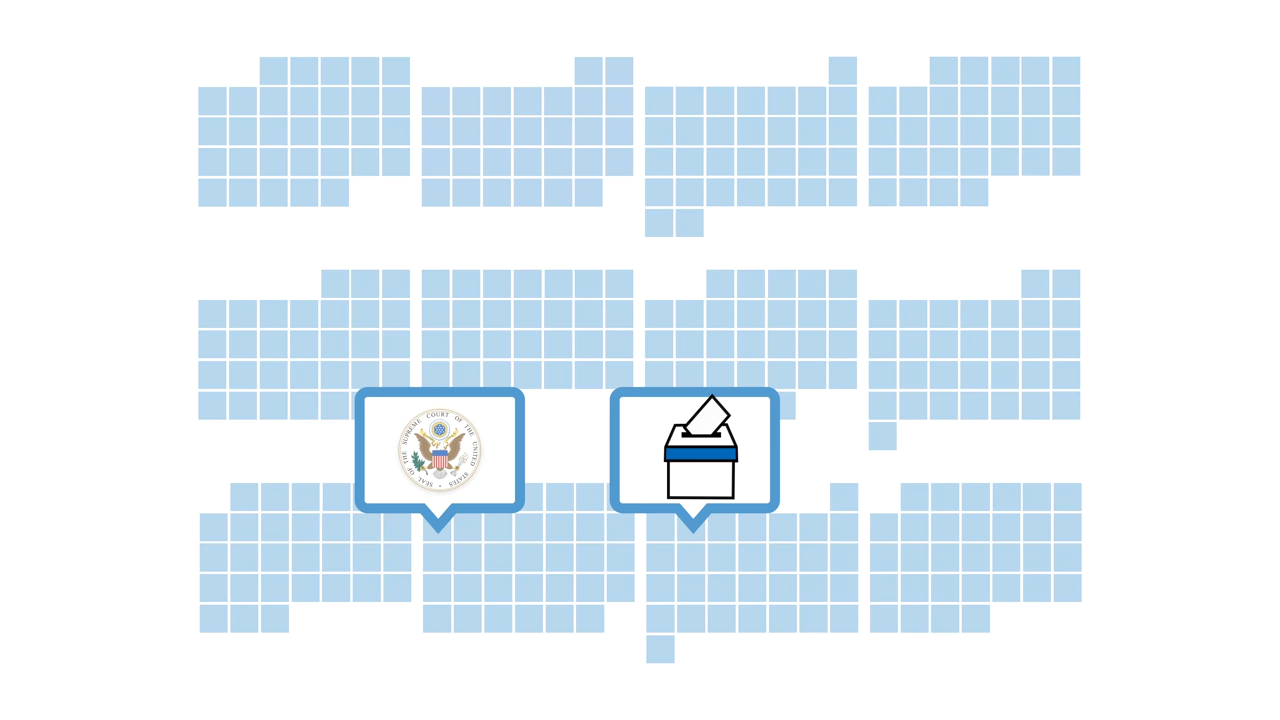 SEAL OF THE SUPREME COURT OF THE UNITED STATES